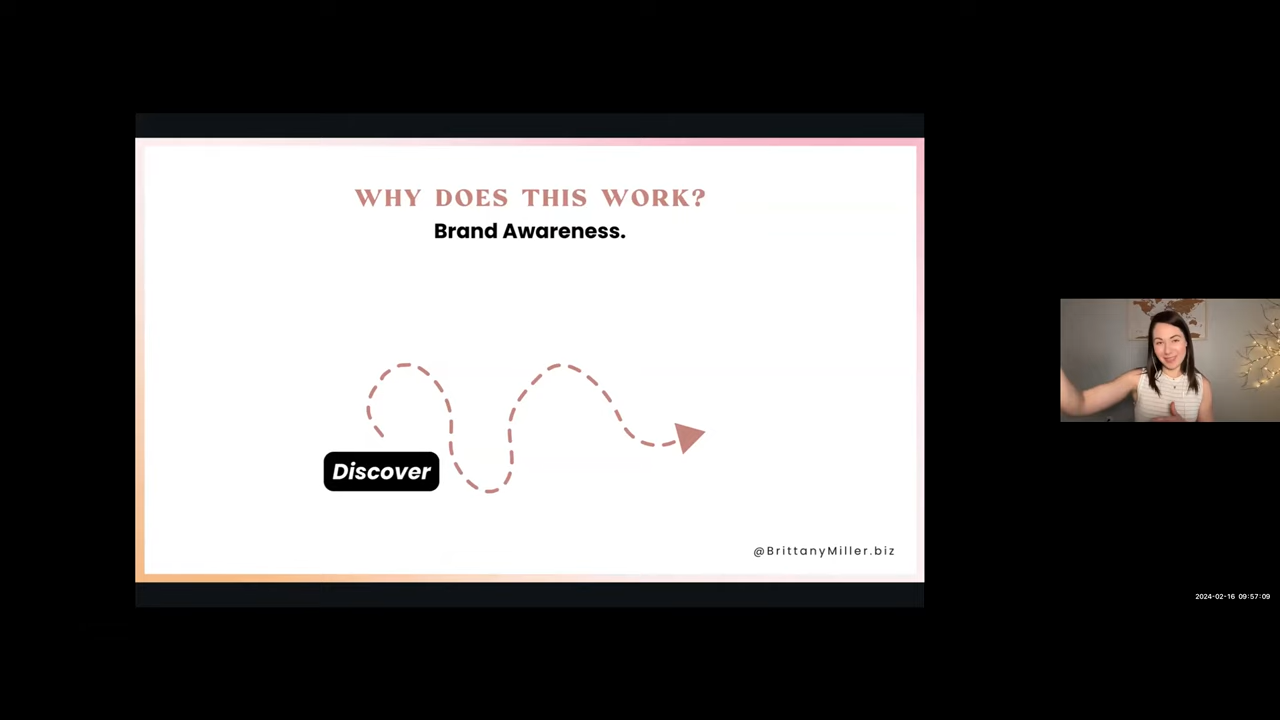 WHY DOES THIS WORK?
Brand Awareness.
Discover
@BrittanyMiller.biz
2024-02-16 09:57:09